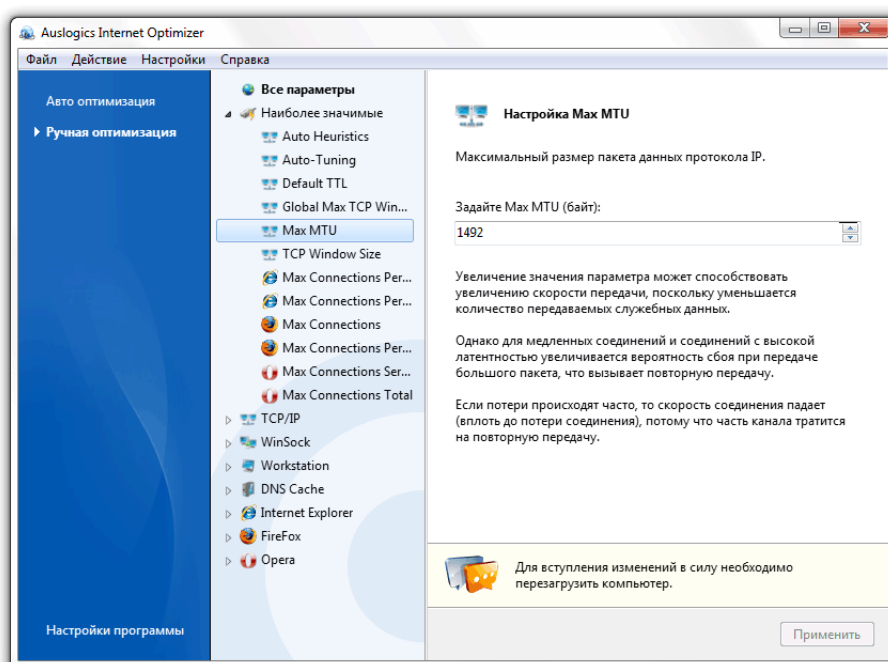 Auslogics Internet Optimizer
Файл Действие Настройки Справка
Авто оптимизация
Ручная оптимизация
Настройки программы
Все параметры
Наиболее значимые
Auto Heuristics
Auto-Tuning
Default TTL
Global Max TCP Win...
Max MTU
TCP Window Size
Max Connections Per...
Max Connections Per...
Max Connections
Max Connections Per...
Max Connections Ser...
Max Connections Total
TCP/IP
WinSock
Workstation
DNS Cache
Internet Explorer
FireFox
Opera
Настройка Max MTU
Максимальный размер пакета данных протокола IP.
Задайте Max MTU (байт):
1492
Увеличение значения параметра может способствовать
увеличению скорости передачи, поскольку уменьшается
количество передаваемых служебных данных.
Однако для медленных соединений и соединений с высокой
латентностью увеличивается вероятность сбоя при передаче
большого пакета, что вызывает повторную передачу.
Если потери происходят часто, то скорость соединения падает
(вплоть до потери соединения), потому что часть канала тратится
на повторную передачу.
Для вступления изменений в силу необходимо
перезагрузить компьютер.
Применить